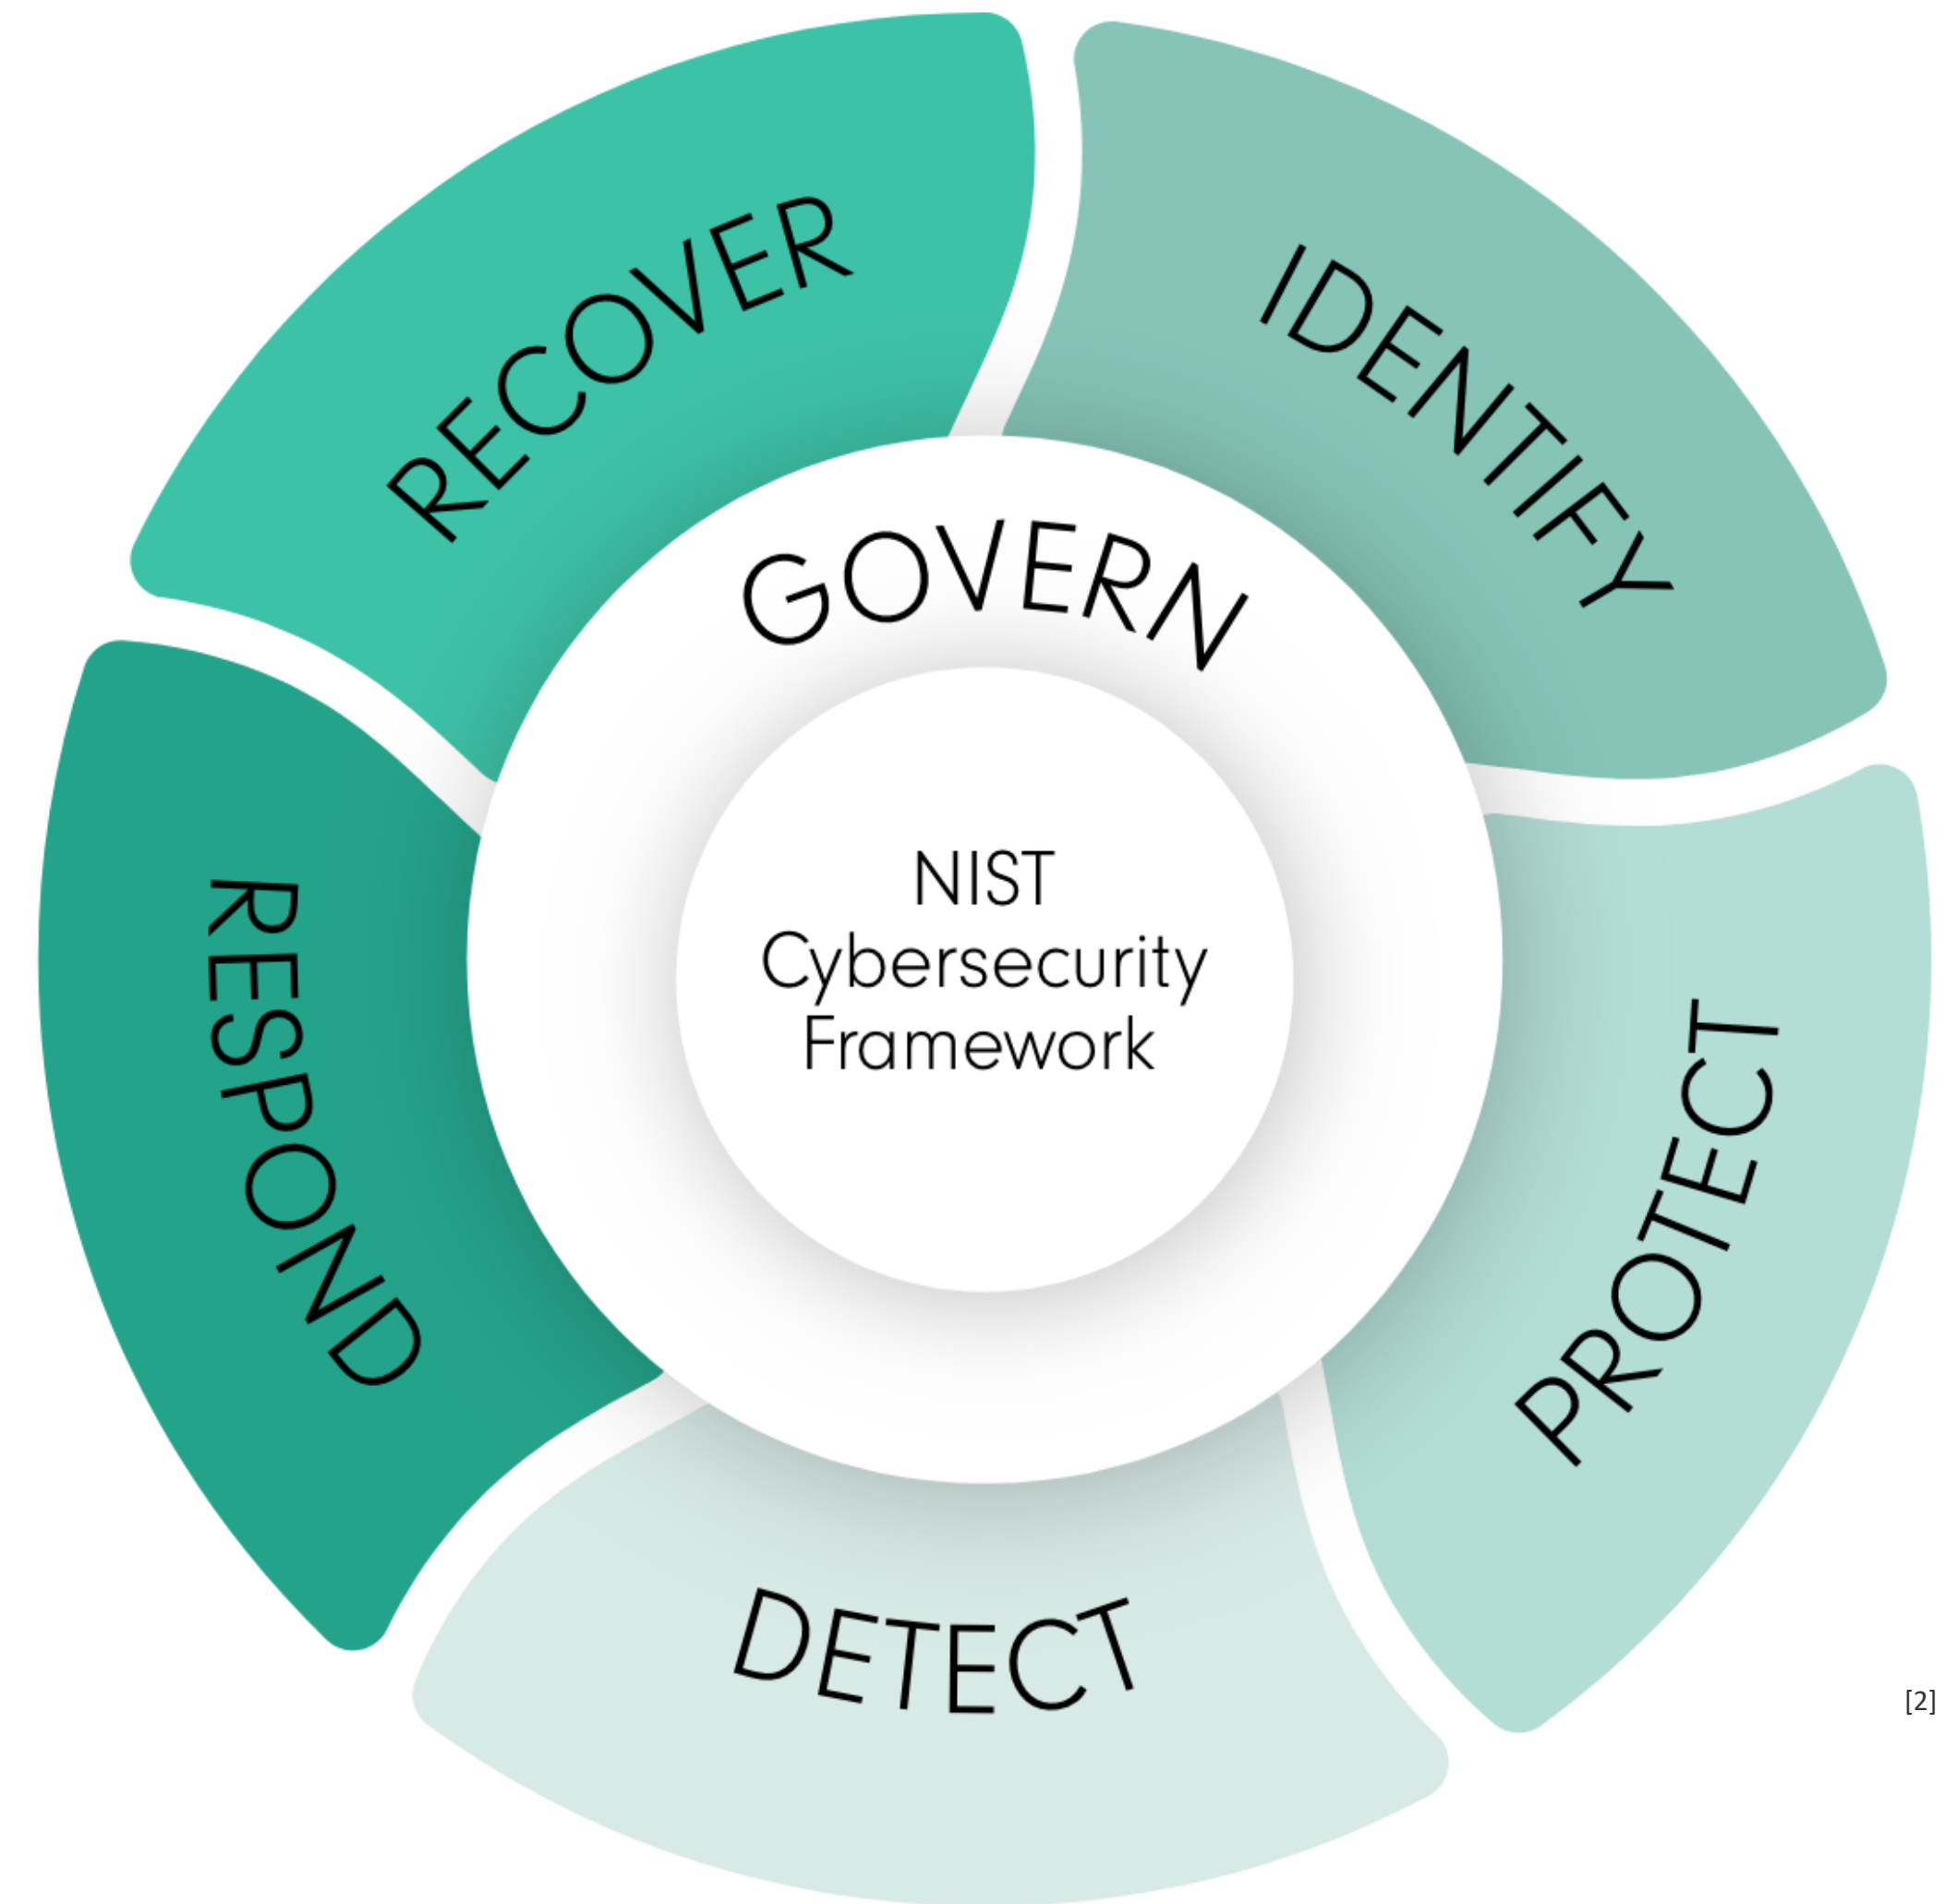 RECOVER
IDENTIFY
GOVERN
NIST
Cybersecurity
Framework
RESPOND
PROTECT
DETECT
[2]